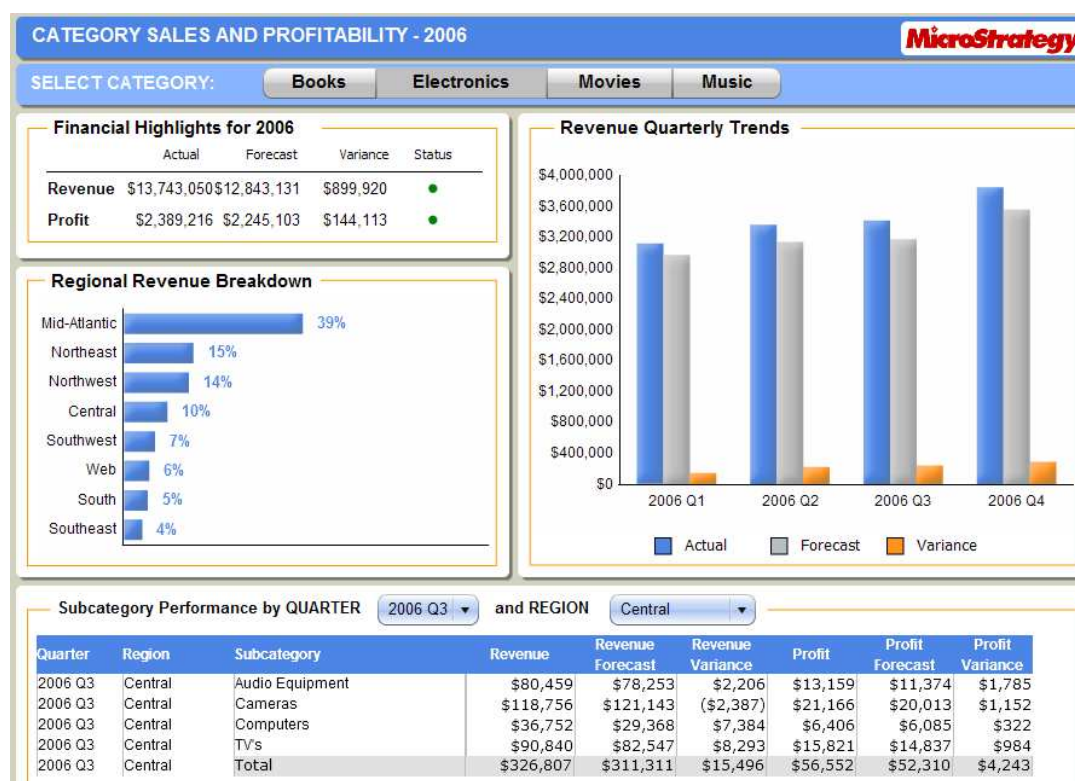 CATEGORY SALES AND PROFITABILITY - 2006
MicroStrategy
SELECT CATEGORY: Books Electronics Movies Music
Financial Highlights for 2006
Actual Forecast Variance Status
Revenue $13,743,050 $12,843,131 $899,920
Profit $2,389,216 $2,245,103 $144,113
Regional Revenue Breakdown
Mid-Atlantic 39%
Northeast 15%
Northwest 14%
Central 10%
Southwest 7%
Web 6%
South 5%
Southeast 4%
Revenue Quarterly Trends
$4,000,000
$3,600,000
$3,200,000
$2,800,000
$2,400,000
$2,000,000
$1,600,000
$1,200,000
$800,000
$400,000
$0
2006 Q1 2006 Q2 2006 Q3 2006 Q4
Actual Forecast Variance
Subcategory Performance by QUARTER 2006 Q3 and REGION Central
Quarter Region Subcategory Revenue Revenue Forecast Revenue Variance Profit Profit Forecast Profit Variance
2006 Q3 Central Audio Equipment $80,459 $78,253 $2,206 $13,159 $11,374 $1,785
2006 Q3 Central Cameras $118,756 $121,143 ($2,387) $21,166 $20,013 $1,152
2006 Q3 Central Computers $36,752 $29,368 $7,384 $6,406 $6,085 $322
2006 Q3 Central TV's $90,840 $82,547 $8,293 $15,821 $14,837 $984
2006 Q3 Central Total $326,807 $311,311 $15,496 $56,552 $52,310 $4,243